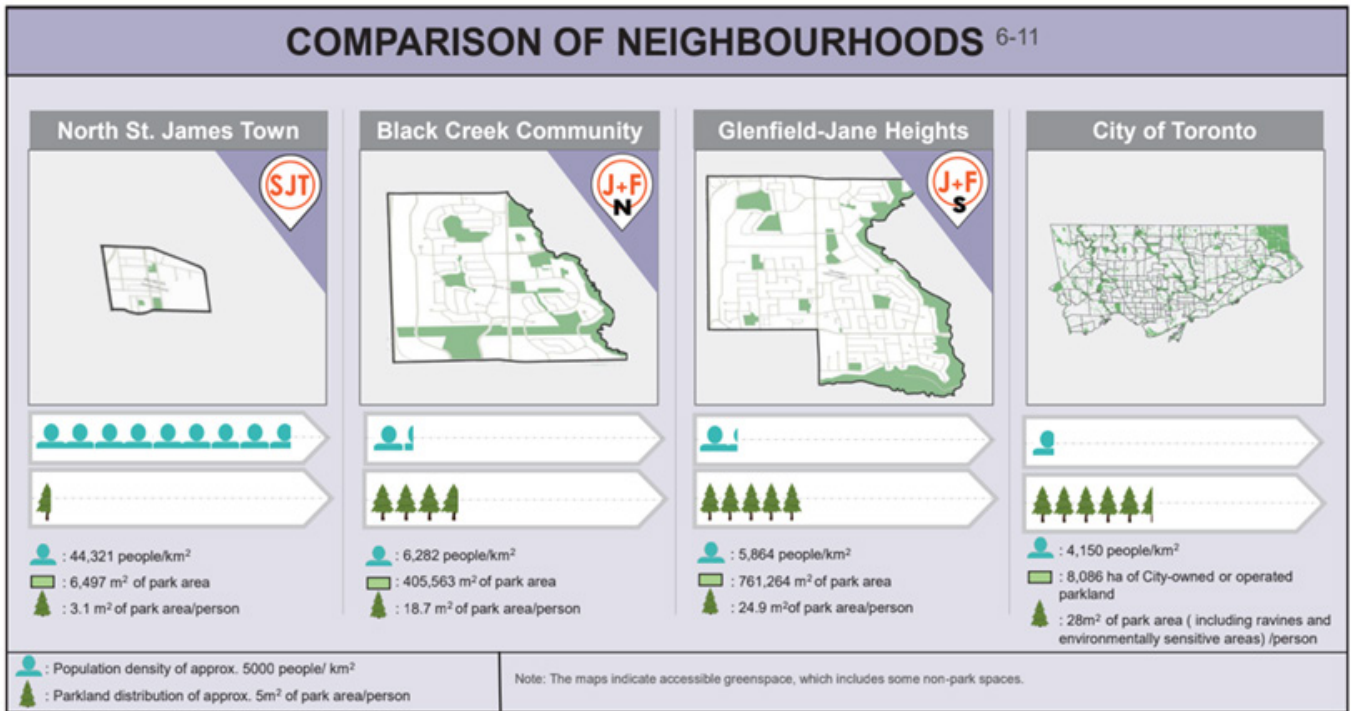 COMPARISON OF NEIGHBOURHOODS 6-11
North St. James Town
SJT
: 44,321 people/km²
: 6,497 m² of park area
: 3.1 m² of park area/person
Black Creek Community
J+F
N
: 6,282 people/km²
: 405,563 m² of park area
: 18.7 m² of park area/person
Glenfield-Jane Heights
J+F
S
: 5,864 people/km²
: 761,264 m² of park area
: 24.9 m²of park area/person
City of Toronto
: 4,150 people/km²
: 8,086 ha of City-owned or operated
parkland
: 28m² of park area ( including ravines and
environmentally sensitive areas) /person
: Population density of approx. 5000 people/ km²
: Parkland distribution of approx. 5m² of park area/person
Note: The maps indicate accessible greenspace, which includes some non-park spaces.